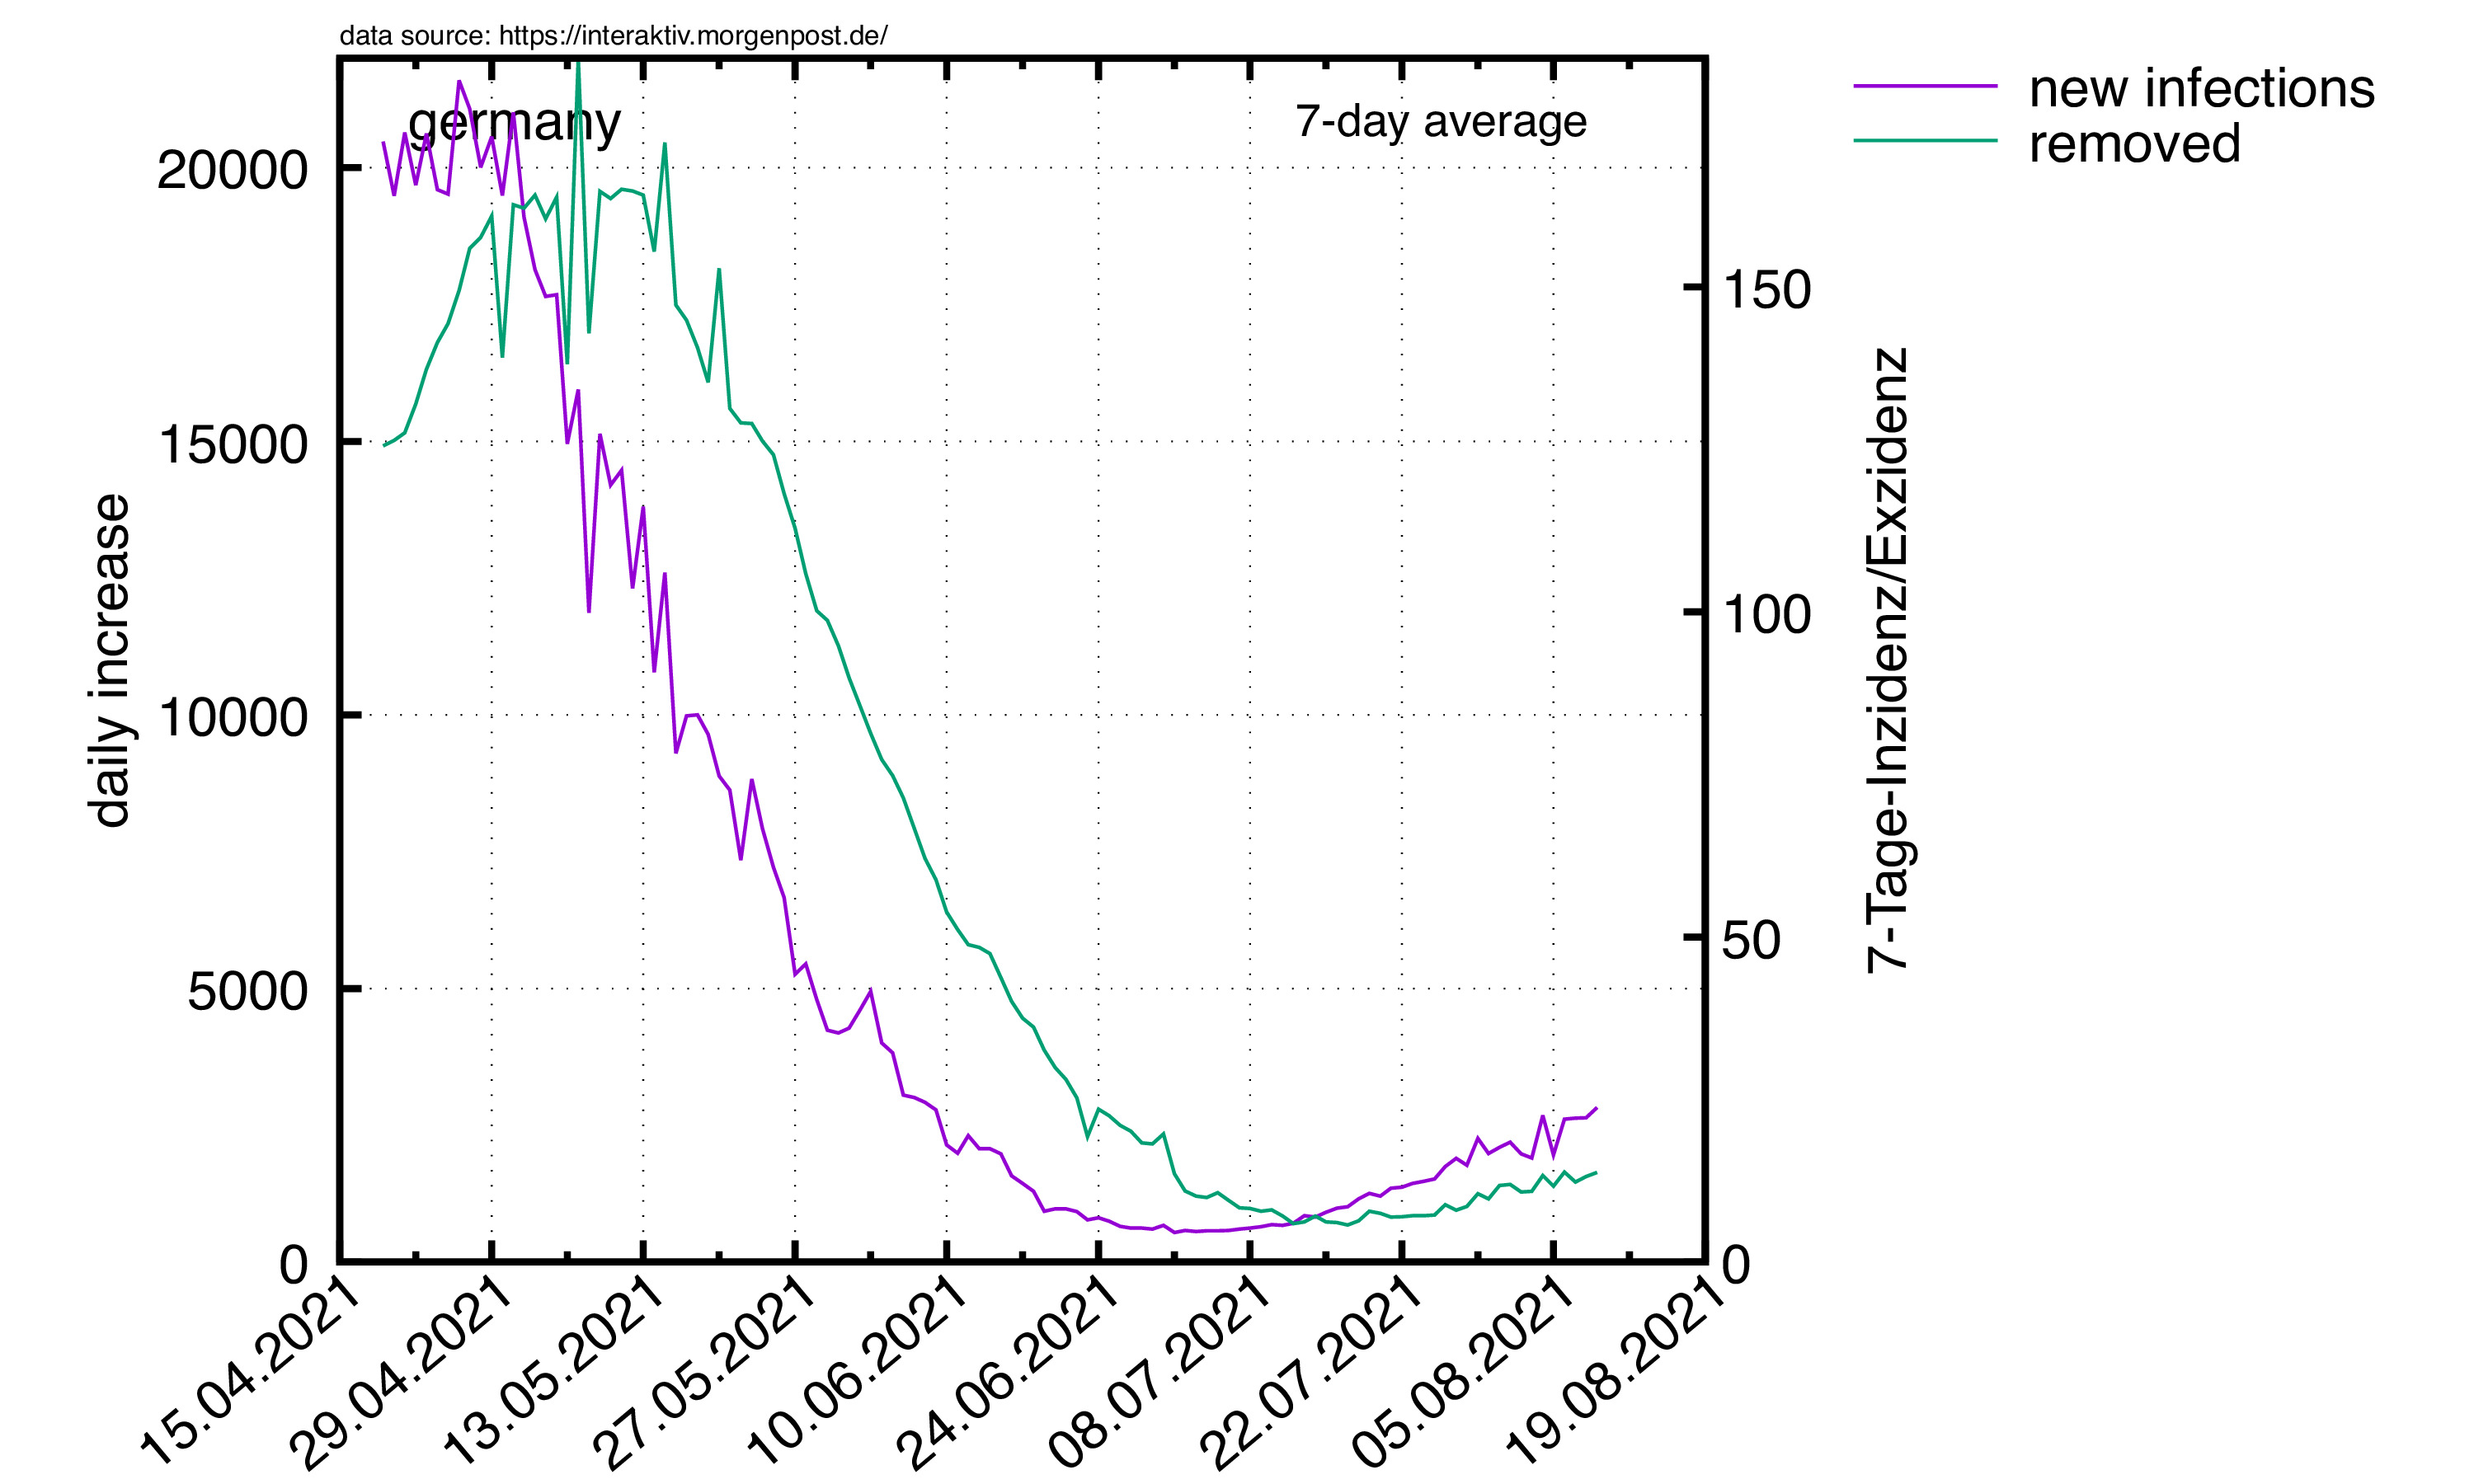 data source: https://interaktiv.morgenpost.de/
germany
7-day average
new infections
removed
daily increase
20000
15000
10000
5000
0
150
100
50
0
7-Tage-Inzidenz/Exzidenz
15.04.2021
29.04.2021
13.05.2021
27.05.2021
10.06.2021
24.06.2021
08.07.2021
22.07.2021
05.08.2021
19.08.2021